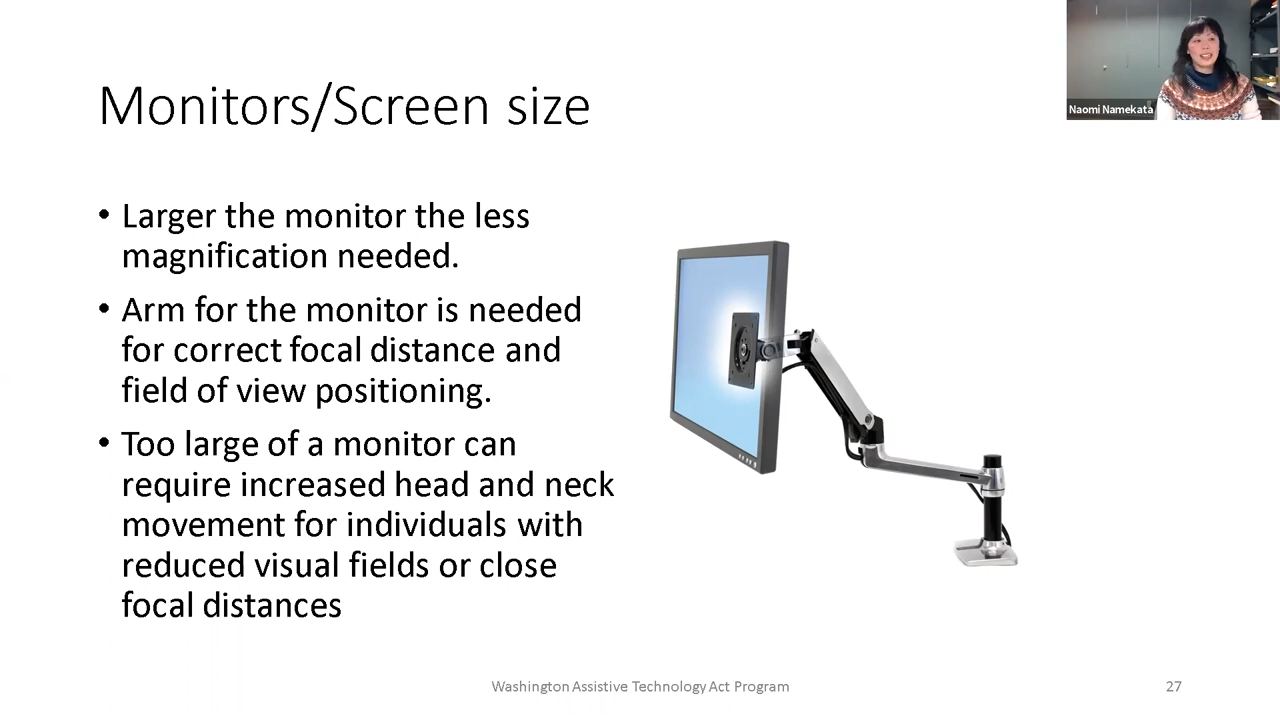 Monitors/Screen size
Naomi Namekata
• Larger the monitor the less
magnification needed.
• Arm for the monitor is needed
for correct focal distance and
field of view positioning.
• Too large of a monitor can
require increased head and neck
movement for individuals with
reduced visual fields or close
focal distances
Washington Assistive Technology Act Program
27